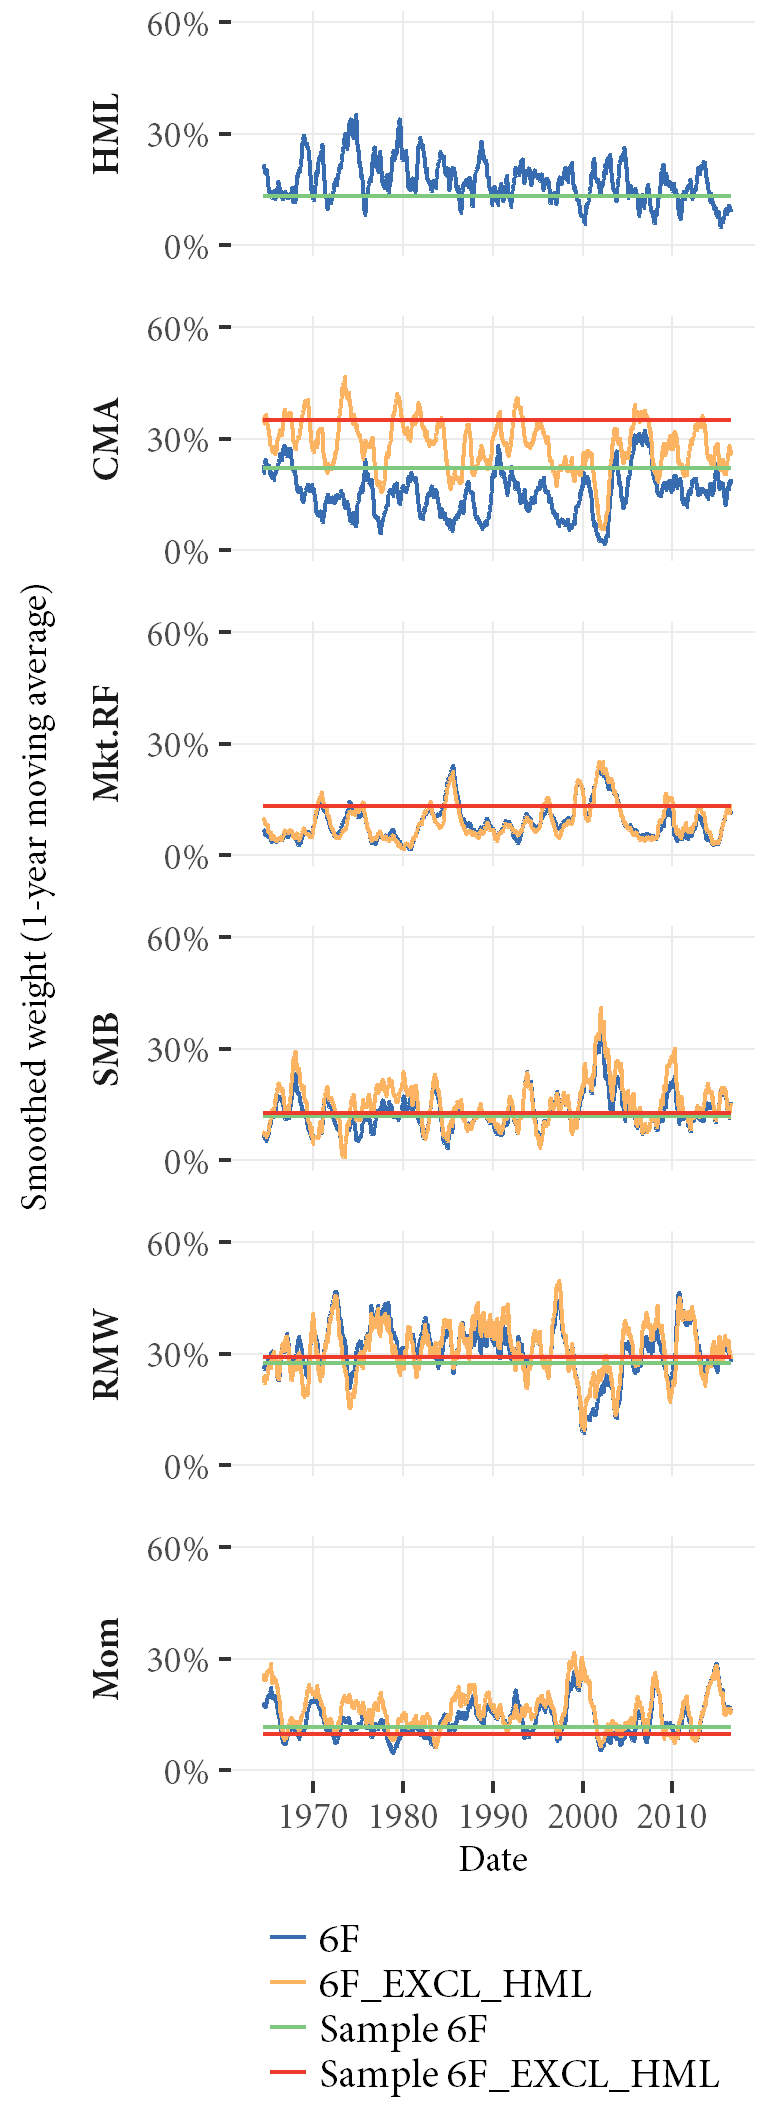 Smoothed weight (1-year moving average)
HML
60%
30%
0%
CMA
60%
30%
0%
Mkt.RF
60%
30%
0%
SMB
60%
30%
0%
RMW
60%
30%
0%
Mom
60%
30%
0%
1970 1980 1990 2000 2010
Date
6F
6F_EXCL_HML
Sample 6F
Sample 6F_EXCL_HML